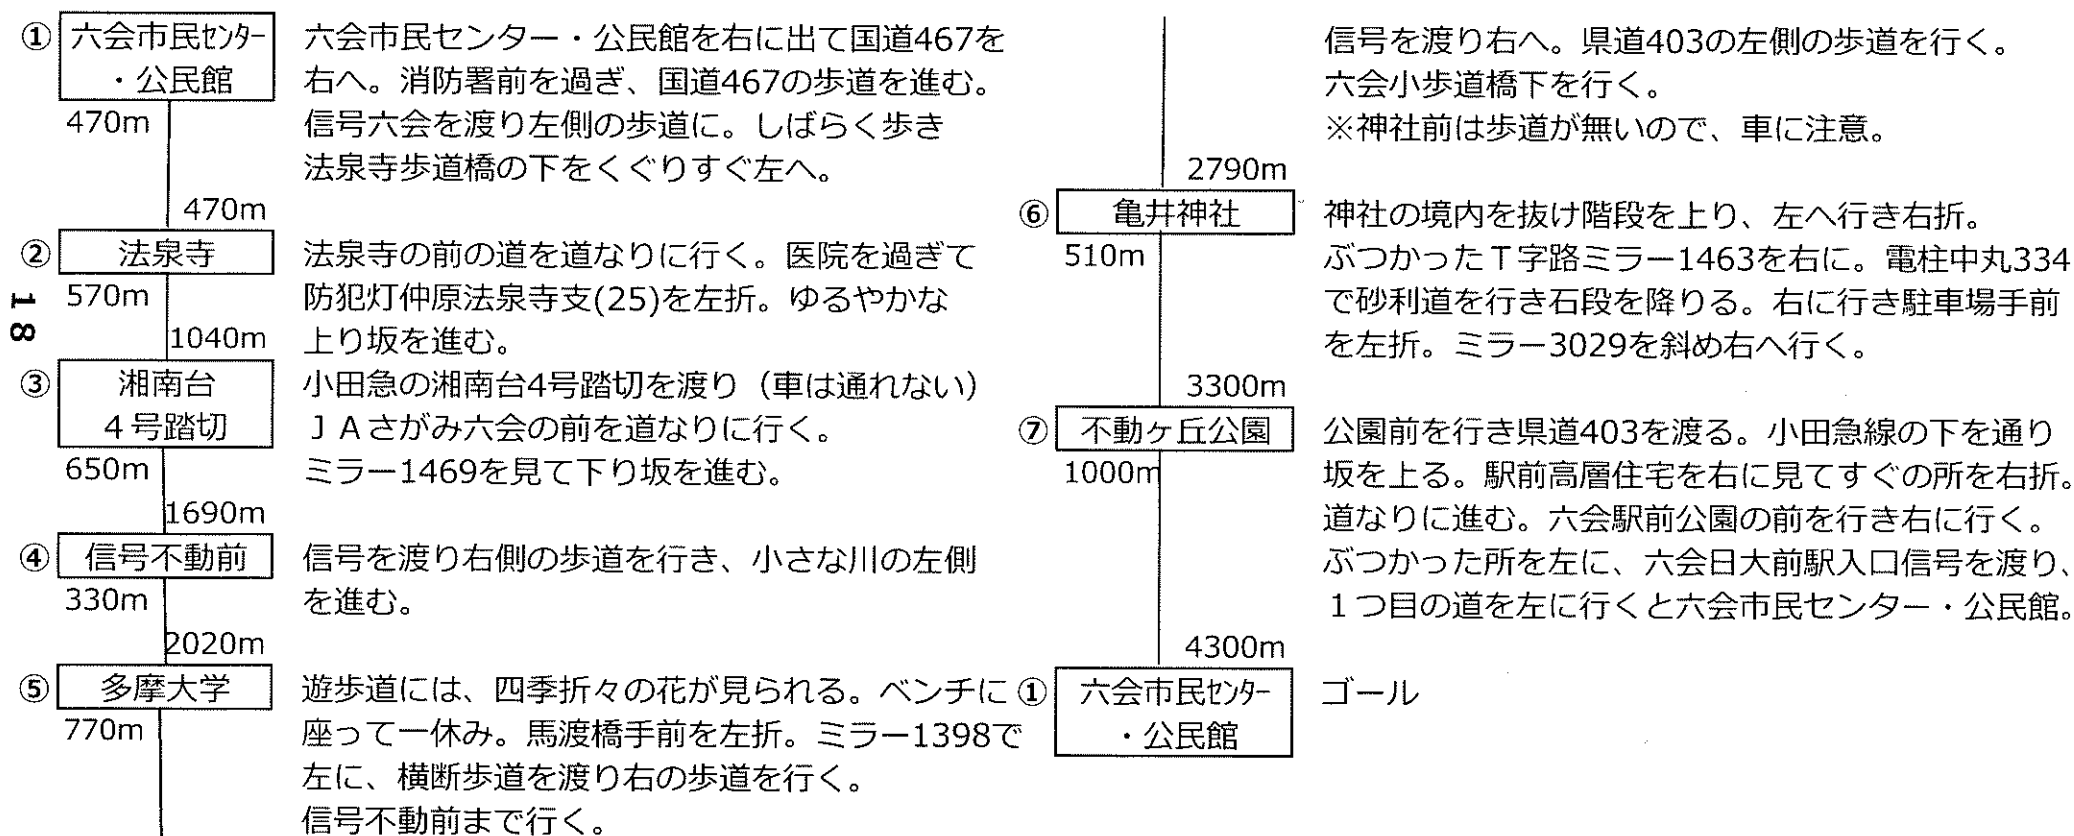 ① 六会市民ｾﾝﾀｰ
・公民館
六会市民センター・公民館を右に出て国道467を
右へ。消防署前を過ぎ、国道467の歩道を進む。
470m
信号六会を渡り左側の歩道に。しばらく歩き
法泉寺歩道橋の下をくぐりすぐ左へ。
470m
② 法泉寺
法泉寺の前の道を道なりに行く。医院を過ぎて
570m
防犯灯仲原法泉寺支(25)を左折。ゆるやかな
1040m
上り坂を進む。
18
③ 湘南台
４号踏切
小田急の湘南台4号踏切を渡り（車は通れない）
ＪＡさがみ六会の前を道なりに行く。
650m
ミラー1469を見て下り坂を進む。
1690m
④ 信号不動前
信号を渡り右側の歩道を行き、小さな川の左側
330m
を進む。
2020m
⑤ 多摩大学
遊歩道には、四季折々の花が見られる。ベンチに
770m
座って一休み。馬渡橋手前を左折。ミラー1398で
左に、横断歩道を渡り右の歩道を行く。
信号不動前まで行く。
信号を渡り右へ。県道403の左側の歩道を行く。
六会小歩道橋下を行く。
※神社前は歩道が無いので、車に注意。
2790m
⑥ 亀井神社
神社の境内を抜け階段を上り、左へ行き右折。
510m
ぶつかったＴ字路ミラー1463を右に。電柱中丸334
で砂利道を行き石段を降りる。右に行き駐車場手前
を左折。ミラー3029を斜め右へ行く。
3300m
⑦ 不動ヶ丘公園
公園前を行き県道403を渡る。小田急線の下を通り
1000m
坂を上る。駅前高層住宅を右に見てすぐの所を右折。
道なりに進む。六会駅前公園の前を行き右に行く。
ぶつかった所を左に、六会日大前駅入口信号を渡り、
１つ目の道を左に行くと六会市民センター・公民館。
4300m
① 六会市民ｾﾝﾀｰ
・公民館
ゴール